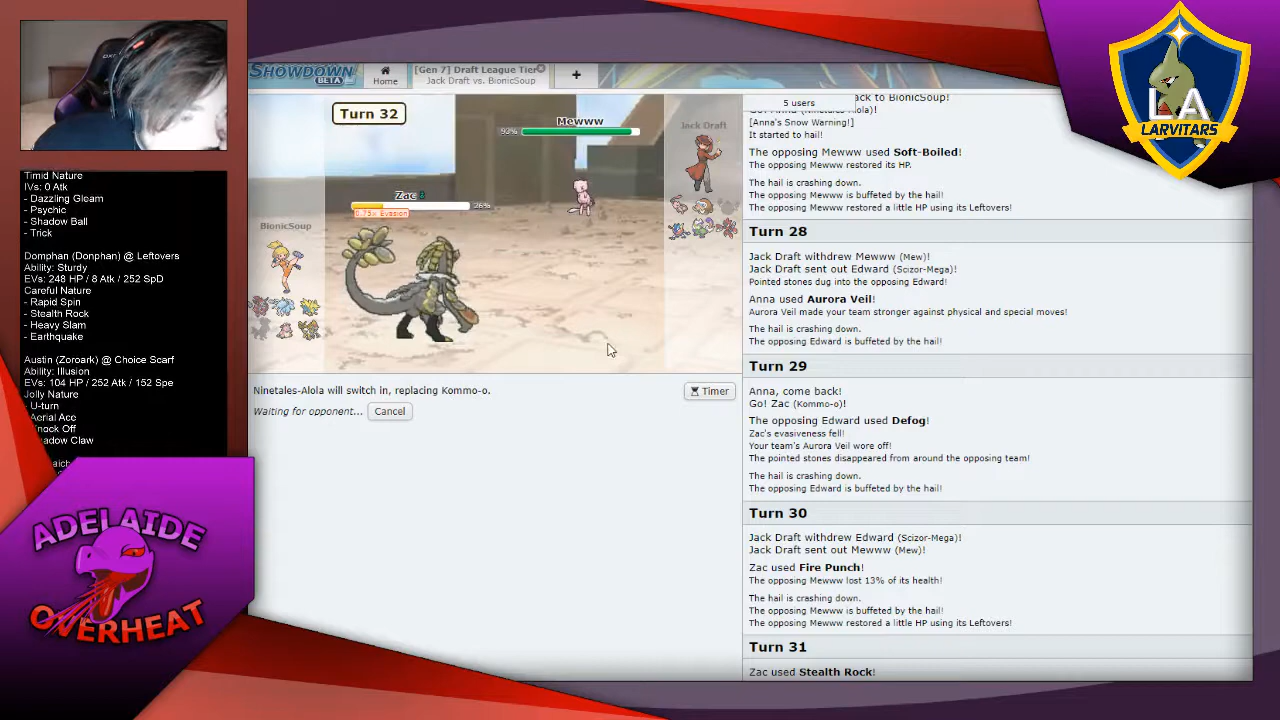 Timid Nature
IVs: 0 Atk
- Dazzling Gleam
- Psychic
- Shadow Ball
- Trick
Domphan (Donphan) @ Leftovers
Ability: Sturdy
EVs: 248 HP / 8 Atk / 252 SpD
Careful Nature
- Rapid Spin
- Stealth Rock
- Heavy Slam
- Earthquake
Austin (Zoroark) @ Choice Scarf
Ability: Illusion
EVs: 104 HP / 252 Atk / 152 Spe
Jolly Nature
- U-turn
- Aerial Ace
nock Off
hadow Claw
ADELAIDE
OVERHEAT
SHOWDOWN
BETA
Home
[Gen 7] Draft League Tier
Jack Draft vs. BionicSoup
+
Turn 32
Mewww
93%
Jack Draft
Zac
26%
0.75x Evasion
BionicSoup
Ninetales-Alola will switch in, replacing Kommo-o.
Timer
Waiting for opponent...
Cancel
5 users
ack to BionicSoup!
[Anna's Snow Warning!]
It started to hail!
The opposing Mewww used Soft-Boiled!
The opposing Mewww restored its HP.
The hail is crashing down.
The opposing Mewww is buffeted by the hail!
The opposing Mewww restored a little HP using its Leftovers!
Turn 28
Jack Draft withdrew Mewww (Mew)!
Jack Draft sent out Edward (Scizor-Mega)!
Pointed stones dug into the opposing Edward!
Anna used Aurora Veil!
Aurora Veil made your team stronger against physical and special moves!
The hail is crashing down.
The opposing Edward is buffeted by the hail!
Turn 29
Anna, come back!
Go! Zac (Kommo-o)!
The opposing Edward used Defog!
Zac's evasiveness fell!
Your team's Aurora Veil wore off!
The pointed stones disappeared from around the opposing team!
The hail is crashing down.
The opposing Edward is buffeted by the hail!
Turn 30
Jack Draft withdrew Edward (Scizor-Mega)!
Jack Draft sent out Mewww (Mew)!
Zac used Fire Punch!
The opposing Mewww lost 13% of its health!
The hail is crashing down.
The opposing Mewww is buffeted by the hail!
The opposing Mewww restored a little HP using its Leftovers!
Turn 31
Zac used Stealth Rock!
LA
LARVITARS